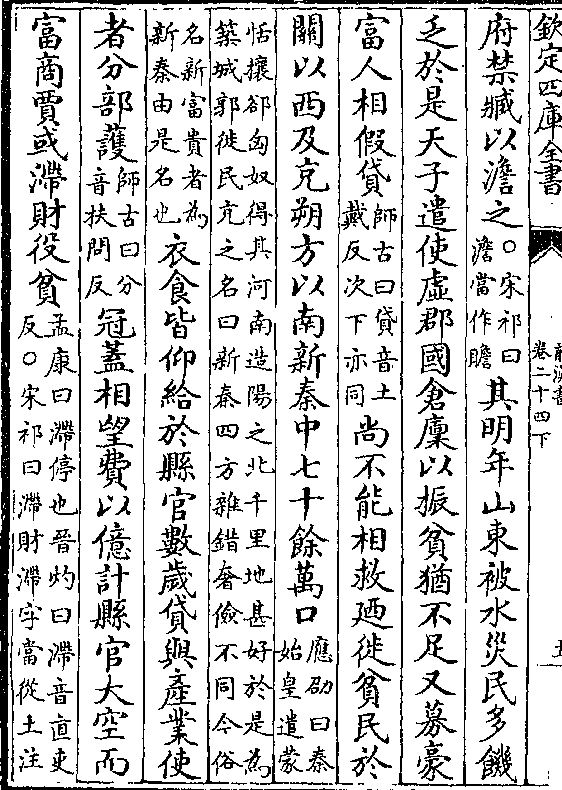 欽定四庫全書
前漢書
卷二十四下
五
府禁臧以澹之○宋祁曰澹當作贍其明年山東被水災民多饑
乏於是天子遣使虛郡國倉廩以振貧猶不足又募豪
富人相假貸師古曰貸音土戴反次下亦同尚不能相救廼徙貧民於
關以西及充朔方以南新秦中七十餘萬口應劭曰秦始皇遣蒙
恬攘卻匈奴得其河南造陽之北千里地甚好於是為
築城郭徙民充之名曰新秦四方雜錯奢儉不同今俗
名新富貴者為新秦由是名也衣食皆仰給於縣官數歲貸與產業使
者分部護師古曰分音扶問反冠蓋相望費以億計縣官大空而
富商賈或滯財役貧孟康曰滯停也晉灼曰滯音直吏反○宋祁曰滯財滯字當從土注